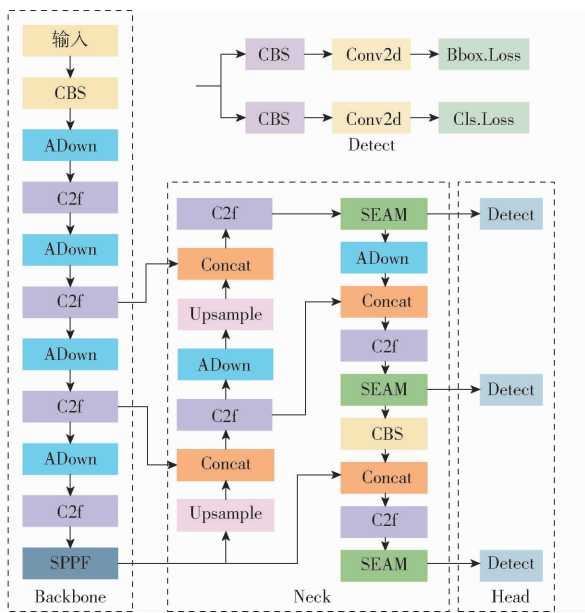 输入
CBS
ADown
C2f
ADown
C2f
ADown
C2f
ADown
C2f
SPPF
Backbone
CBS Conv2d Bbox.Loss
CBS Conv2d Cls.Loss
Detect
C2f
Concat
Upsample
ADown
C2f
Concat
Upsample
SEAM
ADown
Concat
C2f
SEAM
CBS
Concat
C2f
SEAM
Neck
Detect
Detect
Detect
Head